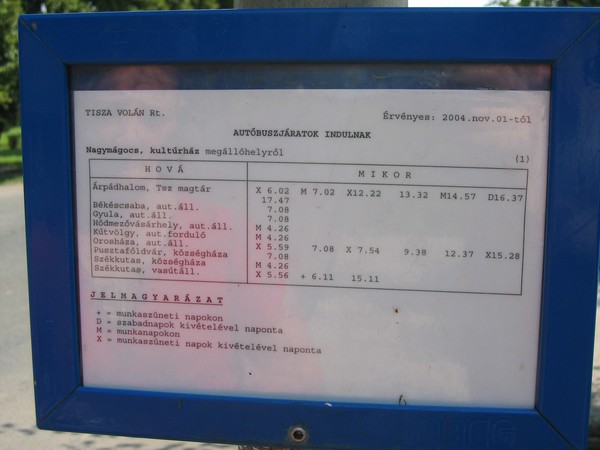 TISZA VOLÁN Rt.
Érvényes: 2004.nov.01-től
AUTÓBUSZJÁRATOK INDULNAK
Nagymágocs, kultúrház megállóhelyről (1)
HOVÁ MIKOR
Árpádhalom, Tsz magtár X 6.02 M 7.02 X12.22 13.32 M14.57 D16.37
17.47
Békéscsaba, aut.áll. 7.08
Gyula, aut.áll. 7.08
Hódmezővásárhely, aut.áll. M 4.26
Kútvölgy, aut.forduló M 4.26
Orosháza, aut.áll. X 5.59 7.08 X 7.54 9.38 12.37 X15.28
Pusztaföldvár, községháza 7.08
Székkutas, községháza M 4.26
Székkutas, vasútáll. X 5.56 + 6.11 15.11
JELMAGYARÁZAT
+ = munkaszüneti napokon
D = szabadnapok kivételével naponta
M = munkanapokon
X = munkaszüneti napok kivételével naponta